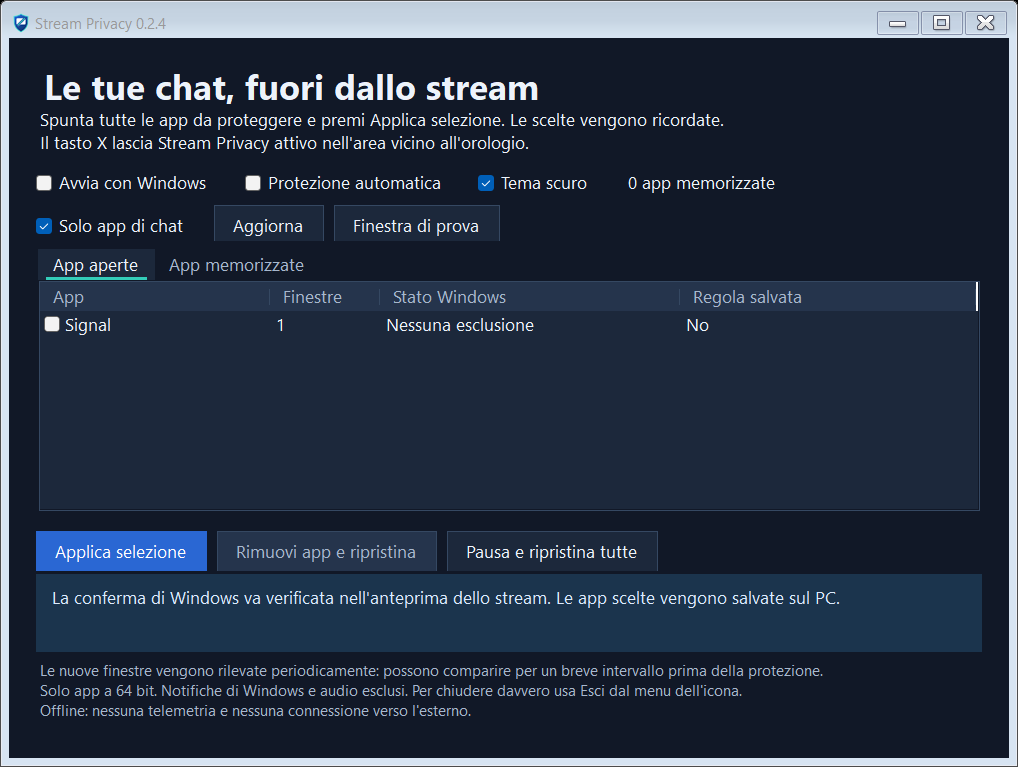 Stream Privacy 0.2.4
Le tue chat, fuori dallo stream
Spunta tutte le app da proteggere e premi Applica selezione. Le scelte vengono ricordate.
Il tasto X lascia Stream Privacy attivo nell'area vicino all'orologio.
Avvia con Windows Protezione automatica Tema scuro 0 app memorizzate
Solo app di chat Aggiorna Finestra di prova
App aperte App memorizzate
App Finestre Stato Windows Regola salvata
Signal 1 Nessuna esclusione No
Applica selezione Rimuovi app e ripristina Pausa e ripristina tutte
La conferma di Windows va verificata nell'anteprima dello stream. Le app scelte vengono salvate sul PC.
Le nuove finestre vengono rilevate periodicamente: possono comparire per un breve intervallo prima della protezione.
Solo app a 64 bit. Notifiche di Windows e audio esclusi. Per chiudere davvero usa Esci dal menu dell'icona.
Offline: nessuna telemetria e nessuna connessione verso l'esterno.